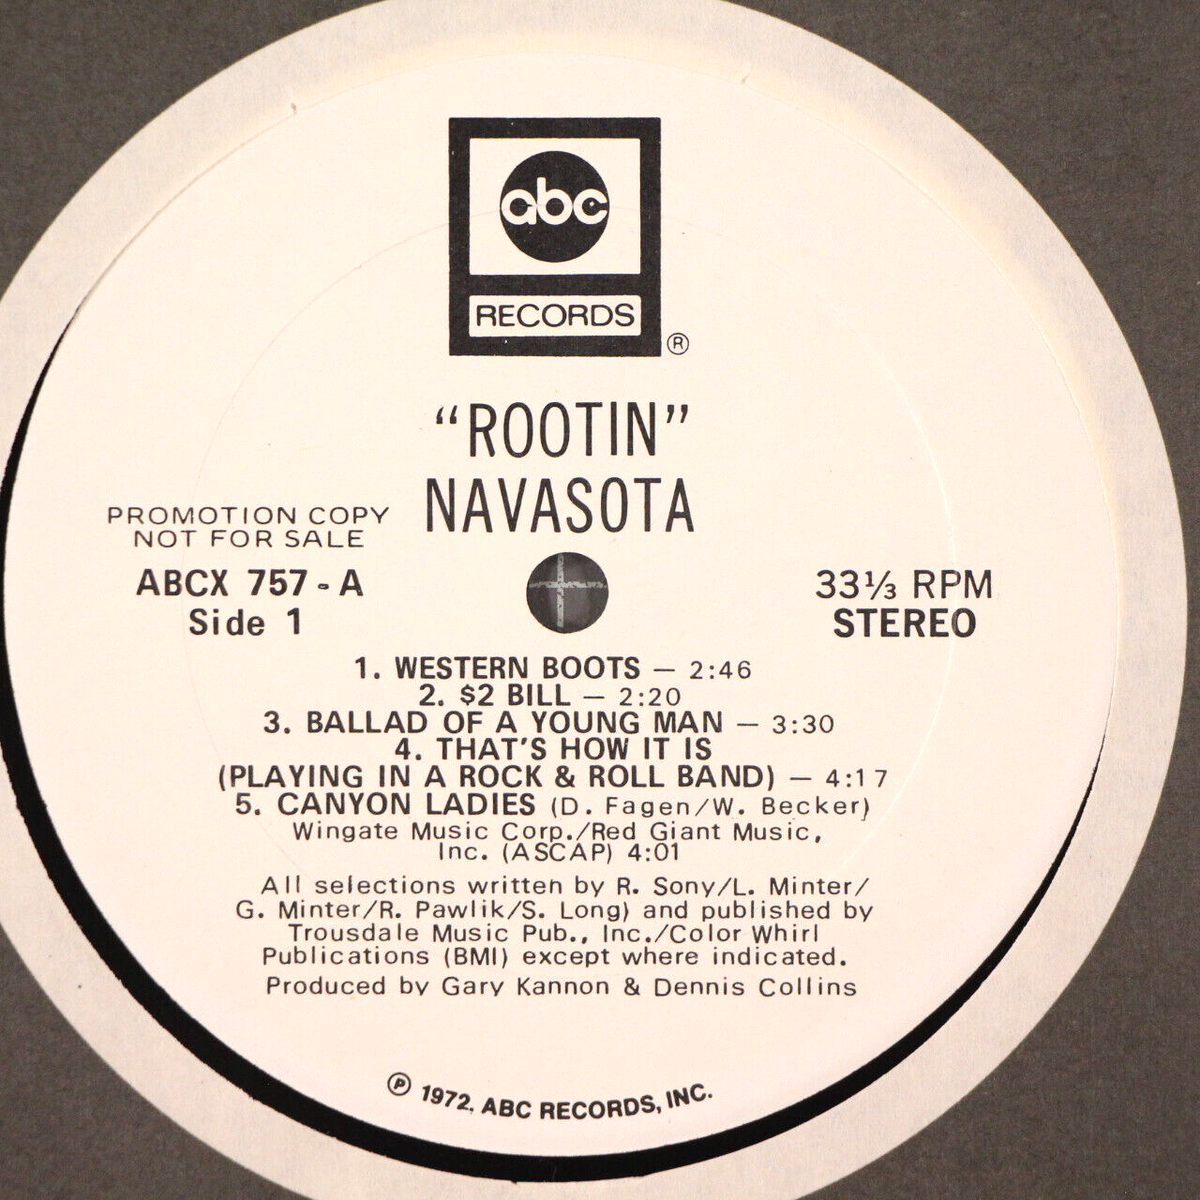 abc
RECORDS
®
“ROOTIN”
NAVASOTA
PROMOTION COPY
NOT FOR SALE
ABCX 757 - A
Side 1
33⅓ RPM
STEREO
1. WESTERN BOOTS — 2:46
2. $2 BILL — 2:20
3. BALLAD OF A YOUNG MAN — 3:30
4. THAT'S HOW IT IS
(PLAYING IN A ROCK & ROLL BAND) — 4:17
5. CANYON LADIES (D. Fagen/W. Becker)
Wingate Music Corp./Red Giant Music,
Inc. (ASCAP) 4:01
All selections written by R. Sony/L. Minter/
G. Minter/R. Pawlik/S. Long) and published by
Trousdale Music Pub., Inc./Color Whirl
Publications (BMI) except where indicated.
Produced by Gary Kannon & Dennis Collins
℗ 1972, ABC RECORDS, INC.